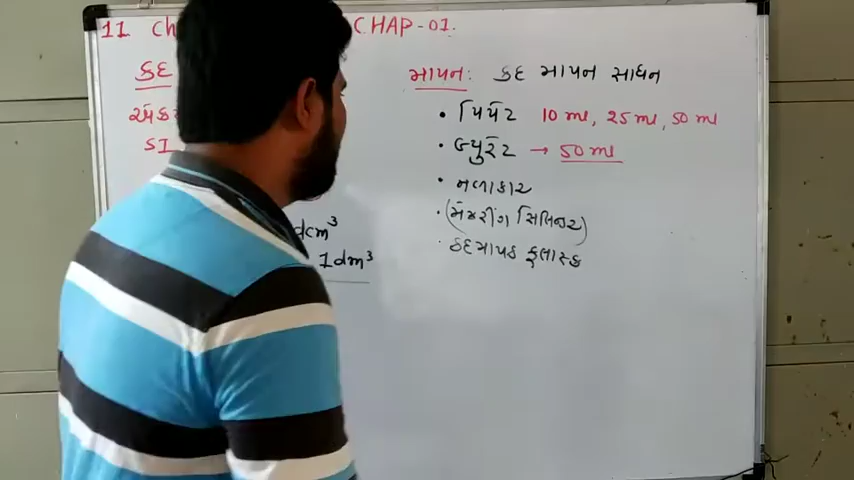 11 Ch CHAP-01.
કદ
સંક
SI
dcm³
1dm³
માપન: કદ માપન સાધન
• પિપેટ 10 ml, 25 ml, 50 ml
• બ્યુરેટ → 50 ml
• નળાકાર
• (મેઝરીંગ સિલિન્ડર)
• કદમાપક ફ્લાસ્ક